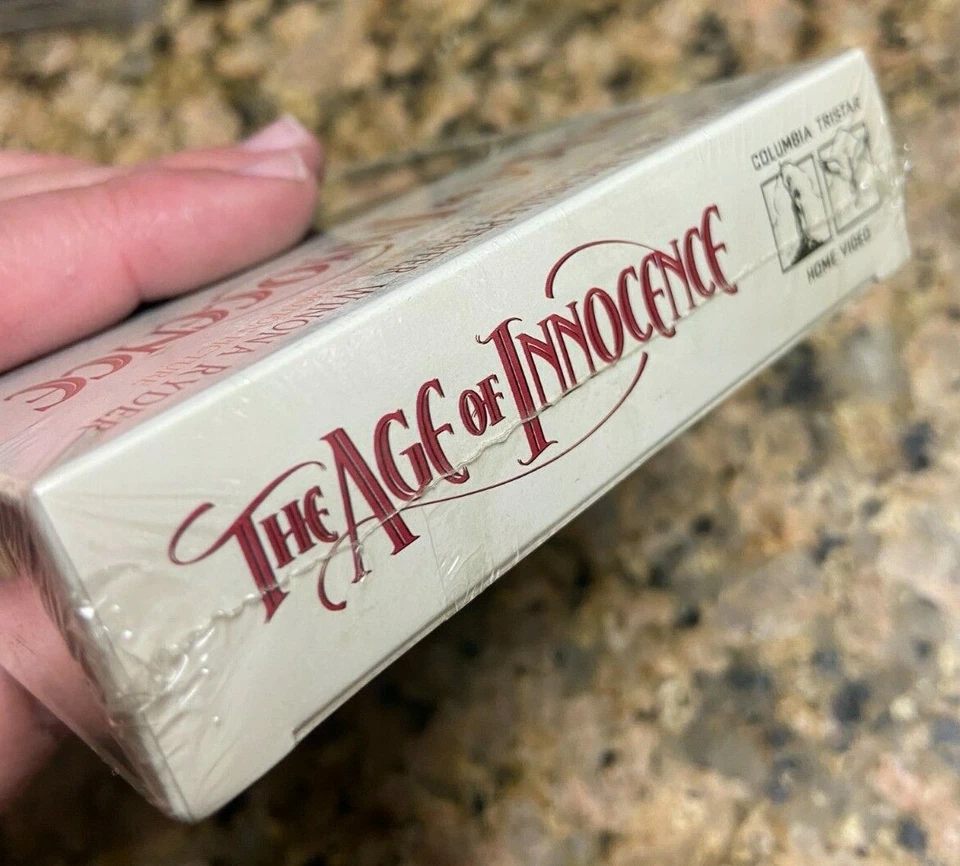 THE AGE OF INNOCENCE
COLUMBIA TRISTAR
HOME VIDEO
WINONA RYDER